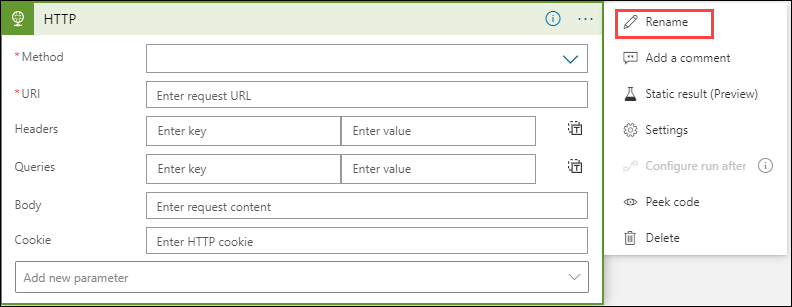 HTTP
* Method
* URI
Enter request URL
Headers
Enter key
Enter value
Queries
Enter key
Enter value
Body
Enter request content
Cookie
Enter HTTP cookie
Add new parameter
Rename
Add a comment
Static result (Preview)
Settings
Configure run after
Peek code
Delete